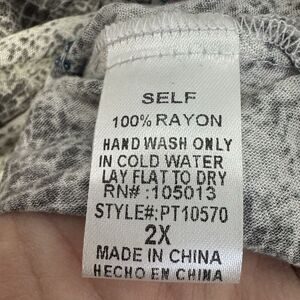 SELF
100% RAYON
HAND WASH ONLY
IN COLD WATER
LAY FLAT TO DRY
RN# :105013
STYLE#:PT10570
2X
MADE IN CHINA
HECHO EN CHINA